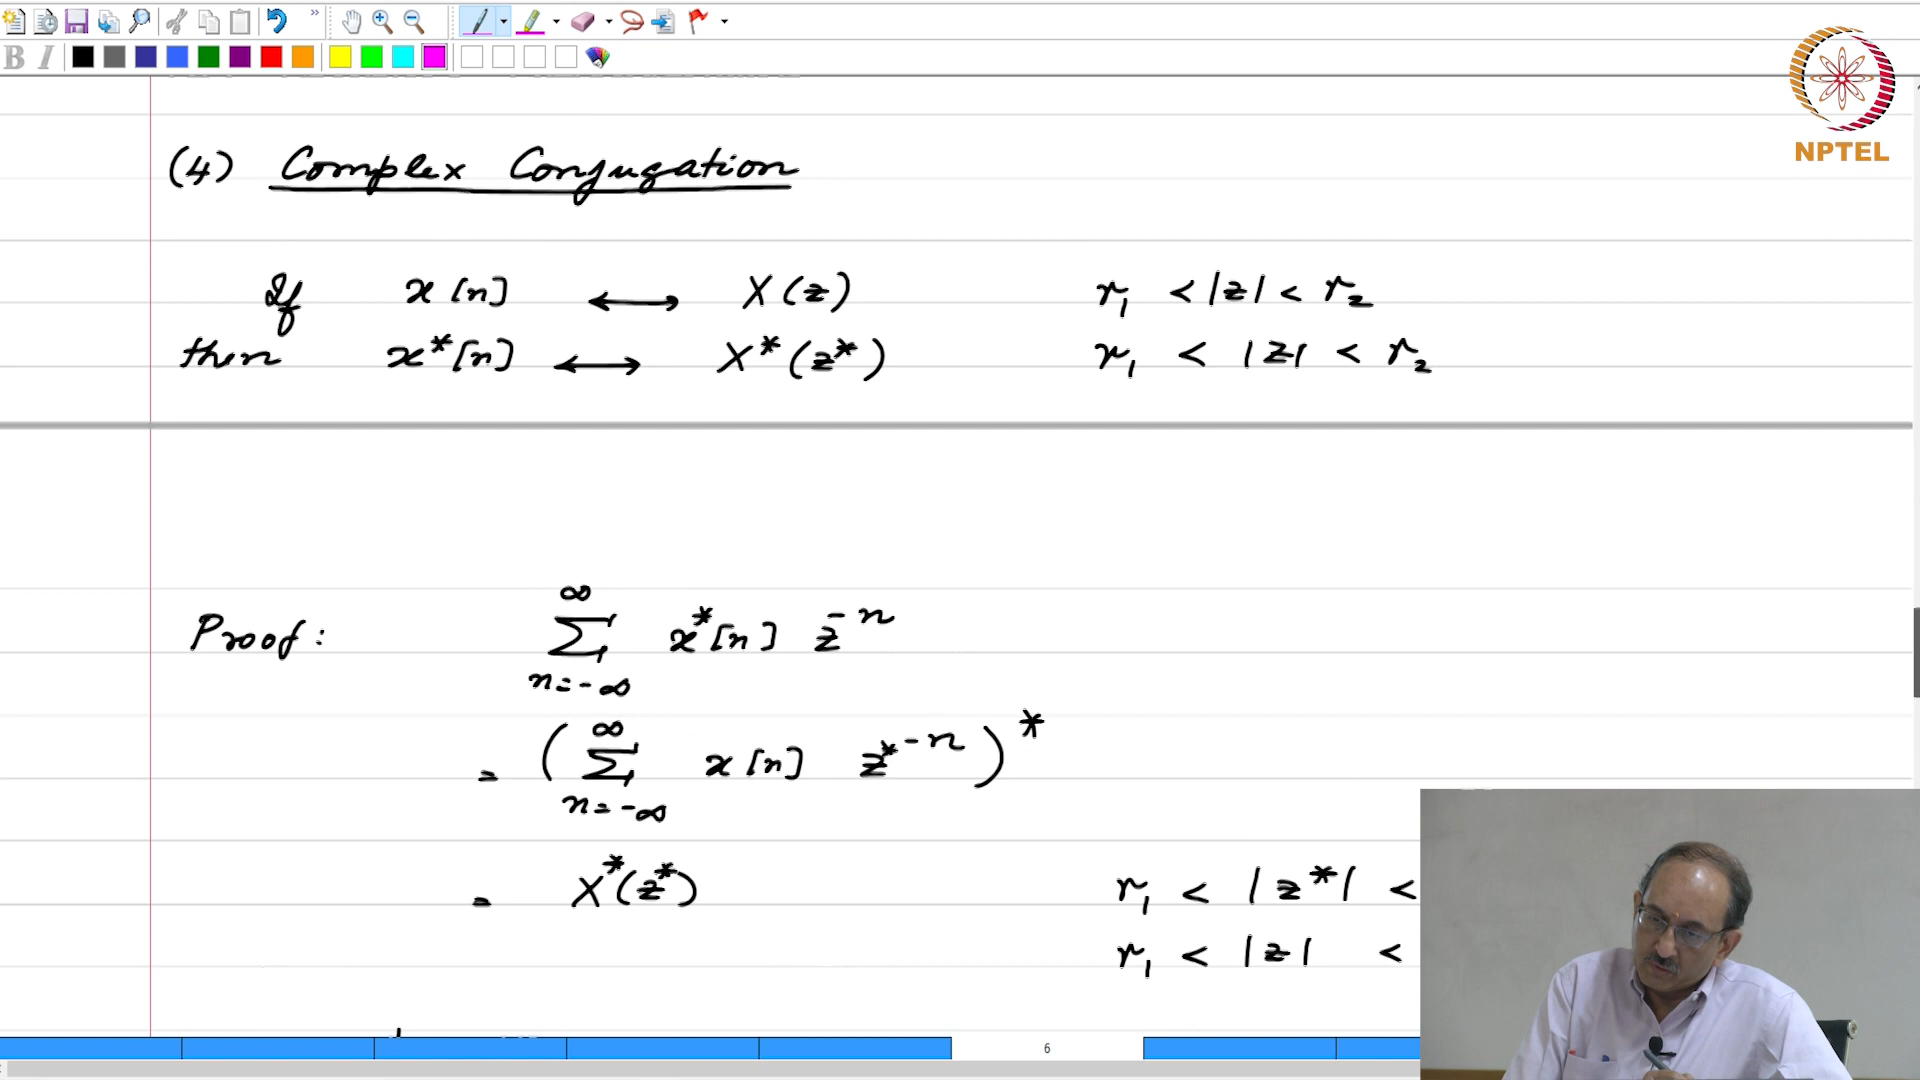 NPTEL
(4) Complex Conjugation
If x[n] ⟷ X(z) r₁ < |z| < r₂
then x*[n] ⟷ X*(z*) r₁ < |z| < r₂
Proof: ∑_{n=-∞}^{∞} x*[n] z^{-n}
= ( ∑_{n=-∞}^{∞} x[n] z*^{-n} )*
= X*(z*) r₁ < |z*| <
r₁ < |z| <
6